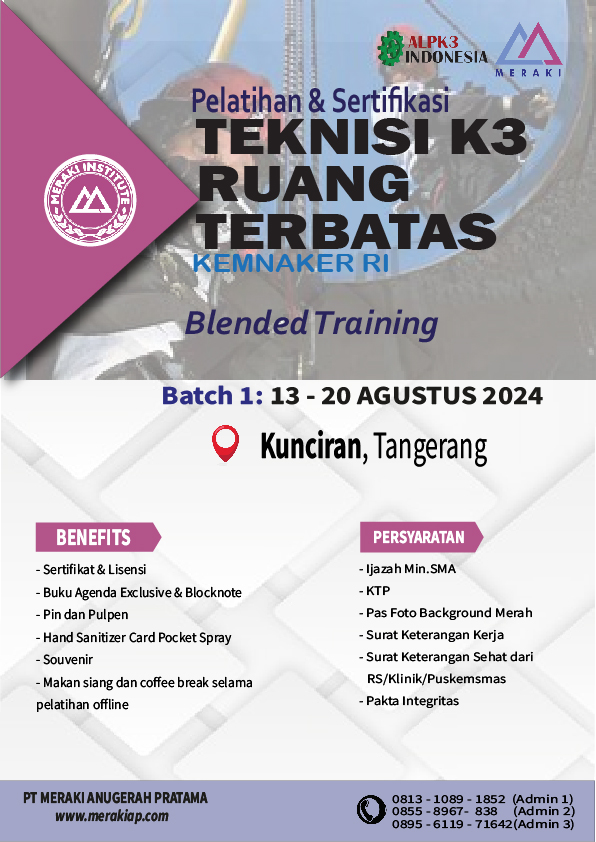 ALPK3
INDONESIA
MERAKI
Pelatihan & Sertifikasi
TEKNISI K3
RUANG
TERBATAS
KEMNAKER RI
MERAKI INSTITUTE
Blended Training
Batch 1: 13 - 20 AGUSTUS 2024
Kunciran, Tangerang
BENEFITS
- Sertifikat & Lisensi
- Buku Agenda Exclusive & Blocknote
- Pin dan Pulpen
- Hand Sanitizer Card Pocket Spray
- Souvenir
- Makan siang dan coffee break selama
pelatihan offline
PERSYARATAN
- Ijazah Min.SMA
- KTP
- Pas Foto Background Merah
- Surat Keterangan Kerja
- Surat Keterangan Sehat dari
RS/Klinik/Puskemsmas
- Pakta Integritas
PT MERAKI ANUGERAH PRATAMA
www.merakiap.com
0813 - 1089 - 1852 (Admin 1)
0855 - 8967- 838 (Admin 2)
0895 - 6119 - 71642(Admin 3)